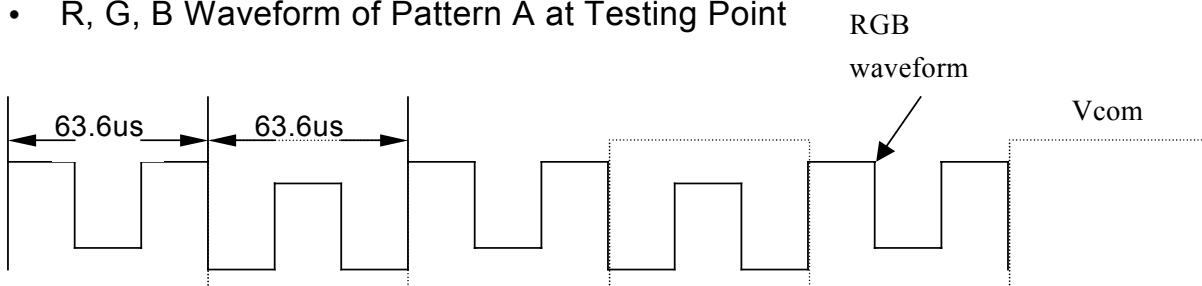 • R, G, B Waveform of Pattern A at Testing Point
RGB
waveform
Vcom
63.6us 63.6us